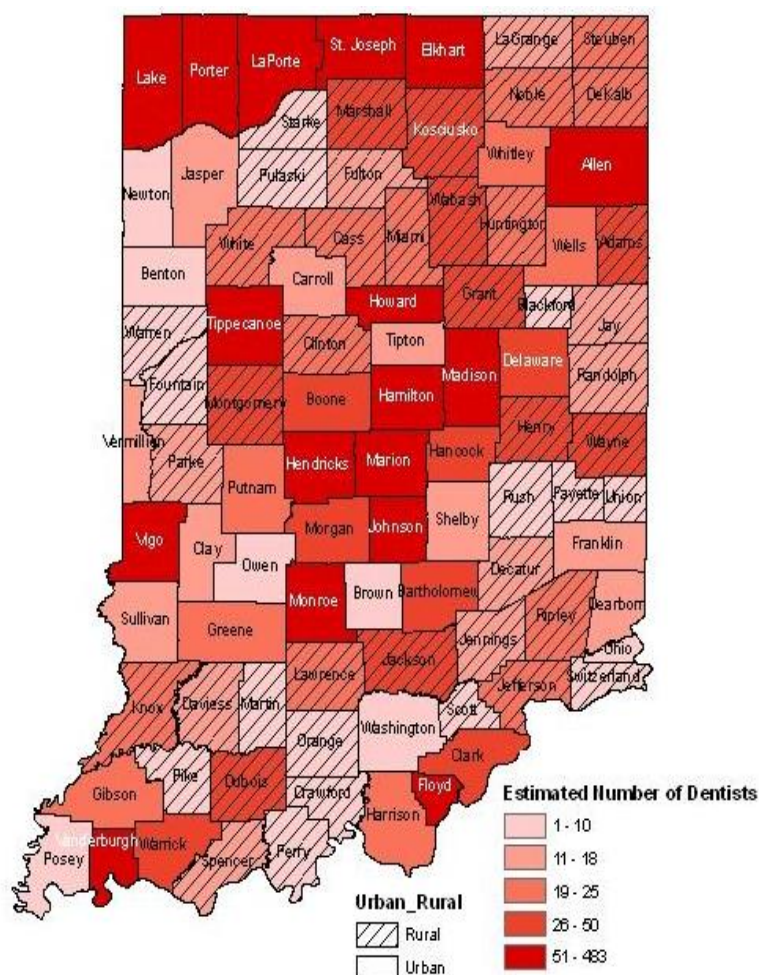 LaGrange Steuben
Lake Porter LaPorte St. Joseph Elkhart
Noble DeKalb
Starke Marshall Kosciusko
Whitley Allen
Newton Jasper Pulaski Fulton
Wabash Huntington
White Cass Miami Wells Adams
Benton Carroll
Grant Blackford
Howard Jay
Warren Tippecanoe
Clinton Tipton Delaware
Fountain Madison Randolph
Montgomery Boone Hamilton
Henry Wayne
Vermillion Parke Hendricks Marion Hancock
Putnam Rush Fayette Union
Vigo Morgan Johnson Shelby
Clay Owen Franklin
Decatur
Sullivan Monroe Brown Bartholomew Dearborn
Greene Ripley
Jennings Ohio
Lawrence Jackson Switzerland
Knox Daviess Martin Jefferson
Orange Washington Scott
Pike Dubois Clark
Gibson Crawford Floyd
Harrison
Posey Vanderburgh Warrick Spencer Perry
Estimated Number of Dentists
1 - 10
11 - 18
19 - 25
26 - 50
51 - 483
Urban_Rural
Rural
Urban